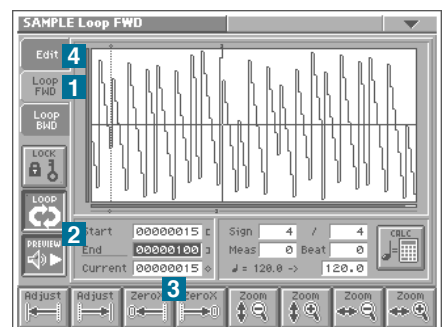 SAMPLE Loop FWD
Edit 4
Loop FWD 1
Loop BWD
LOCK
LOOP
PREVIEW
2
Start 00000015
End 00000100
Current 00000015
Sign 4 / 4
Meas 0 Beat 0
♩ = 120.0 -> 120.0
CALC
3
Adjust Adjust ZeroX ZeroX Zoom Zoom Zoom Zoom